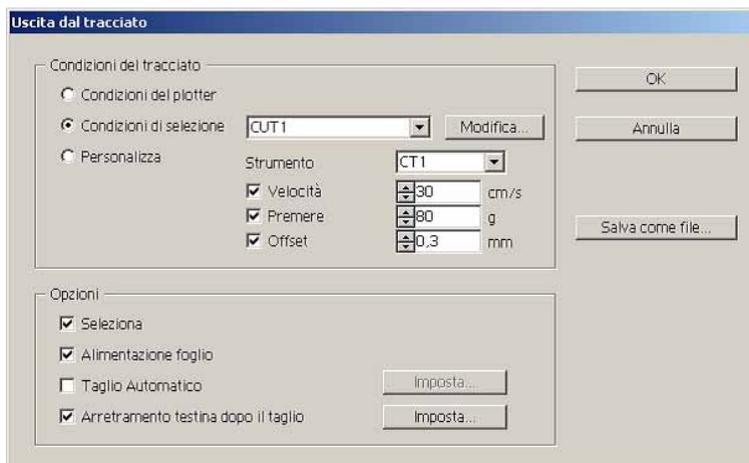 Uscita dal tracciato
Condizioni del tracciato
Condizioni del plotter
Condizioni di selezione CUT1 Modifica...
Personalizza Strumento CT1
Velocità 30 cm/s
Premere 80 g
Offset 0,3 mm
OK
Annulla
Salva come file...
Opzioni
Seleziona
Alimentazione foglio
Taglio Automatico Imposta...
Arretramento testina dopo il taglio Imposta...